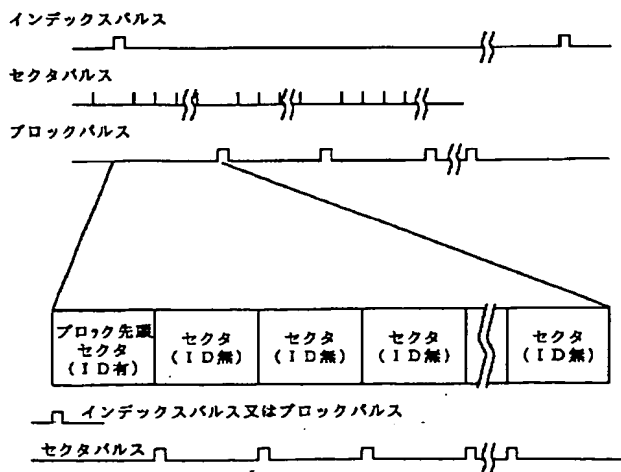 インデックスパルス
セクタパルス
ブロックパルス
ブロック先頭
セクタ
(ID有)
セクタ
(ID無)
セクタ
(ID無)
セクタ
(ID無)
セクタ
(ID無)
インデックスパルス又はブロックパルス
セクタパルス